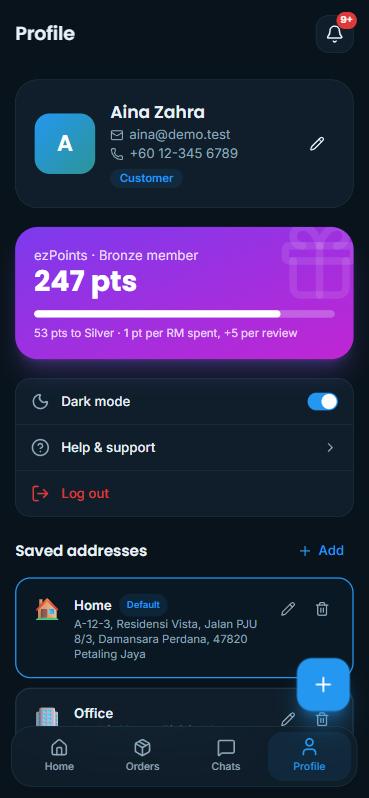 Profile
9+
A
Aina Zahra
aina@demo.test
+60 12-345 6789
Customer
ezPoints · Bronze member
247 pts
53 pts to Silver · 1 pt per RM spent, +5 per review
Dark mode
Help & support
Log out
Saved addresses
+ Add
Home Default
A-12-3, Residensi Vista, Jalan PJU
8/3, Damansara Perdana, 47820
Petaling Jaya
Office
Home
Orders
Chats
Profile